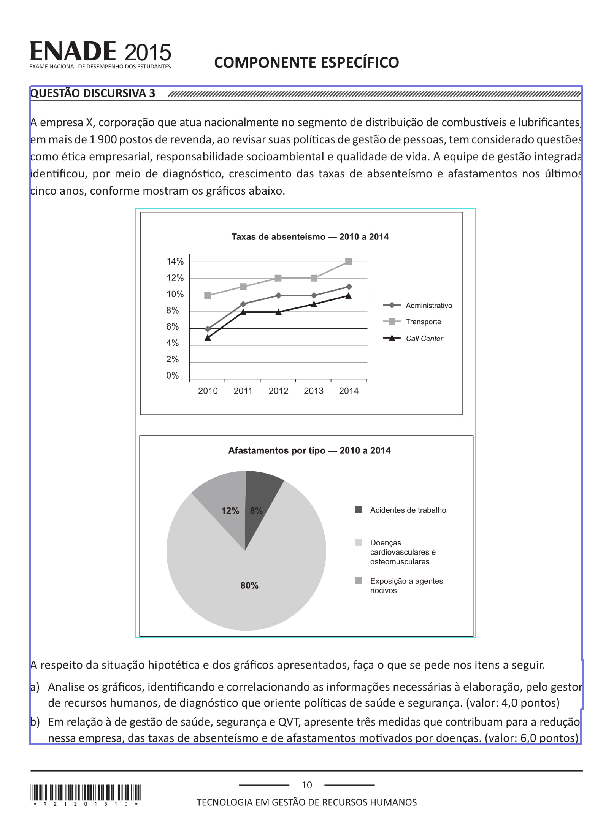 ENADE 2015
EXAME NACIONAL DE DESEMPENHO DOS ESTUDANTES
COMPONENTE ESPECÍFICO
QUESTÃO DISCURSIVA 3
A empresa X, corporação que atua nacionalmente no segmento de distribuição de combustíveis e lubrificantes,
em mais de 1 900 postos de revenda, ao revisar suas políticas de gestão de pessoas, tem considerado questões
como ética empresarial, responsabilidade socioambiental e qualidade de vida. A equipe de gestão integrada
identificou, por meio de diagnóstico, crescimento das taxas de absenteísmo e afastamentos nos últimos
cinco anos, conforme mostram os gráficos abaixo.
Taxas de absenteísmo — 2010 a 2014
14%
12%
10%
8%
6%
4%
2%
0%
2010 2011 2012 2013 2014
Administrativo
Transporte
Call Center
Afastamentos por tipo — 2010 a 2014
12% 8%
80%
Acidentes de trabalho
Doenças
cardiovasculares e
osteomusculares
Exposição a agentes
nocivos
A respeito da situação hipotética e dos gráficos apresentados, faça o que se pede nos itens a seguir.
a) Analise os gráficos, identificando e correlacionando as informações necessárias à elaboração, pelo gestor
de recursos humanos, de diagnóstico que oriente políticas de saúde e segurança. (valor: 4,0 pontos)
b) Em relação à de gestão de saúde, segurança e QVT, apresente três medidas que contribuam para a redução
nessa empresa, das taxas de absenteísmo e de afastamentos motivados por doenças. (valor: 6,0 pontos)
10
TECNOLOGIA EM GESTÃO DE RECURSOS HUMANOS